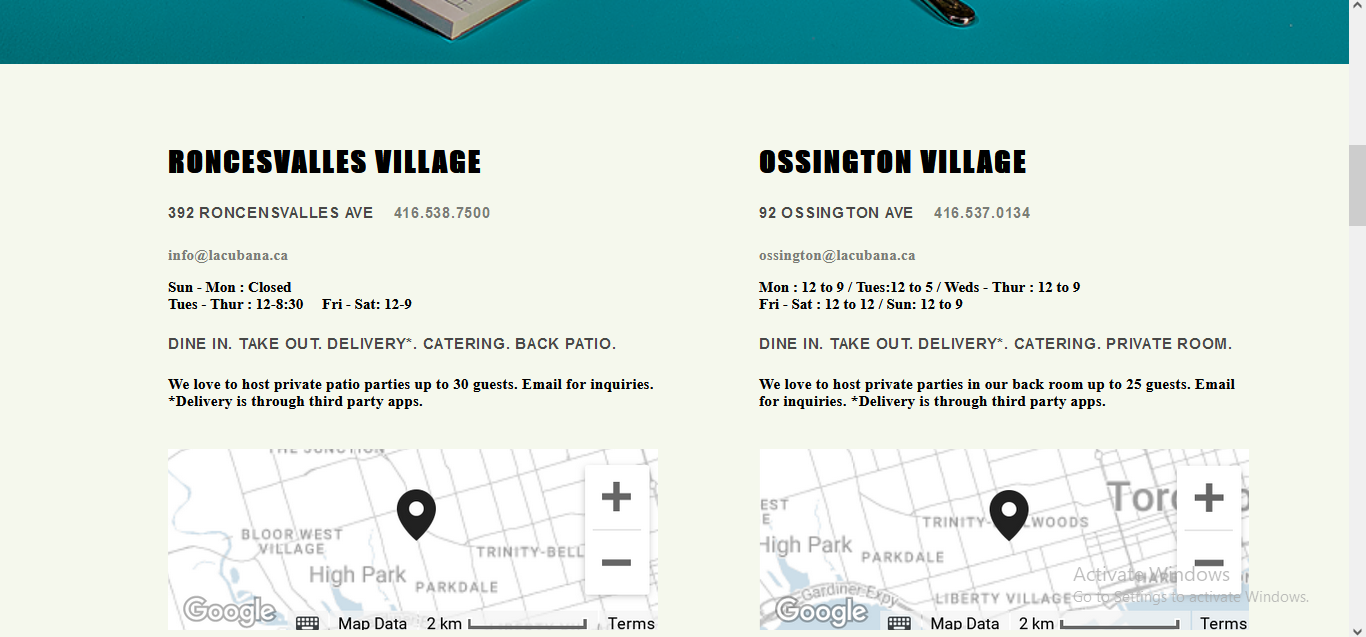 RONCESVALLES VILLAGE
392 RONCENSVALLES AVE 416.538.7500
info@lacubana.ca
Sun - Mon : Closed
Tues - Thur : 12-8:30 Fri - Sat: 12-9
DINE IN. TAKE OUT. DELIVERY*. CATERING. BACK PATIO.
We love to host private patio parties up to 30 guests. Email for inquiries.
*Delivery is through third party apps.
THE JUNCTION
BLOOR WEST
VILLAGE
TRINITY-BELL
High Park
PARKDALE
Google
Map Data 2 km Terms
OSSINGTON VILLAGE
92 OSSINGTON AVE 416.537.0134
ossington@lacubana.ca
Mon : 12 to 9 / Tues:12 to 5 / Weds - Thur : 12 to 9
Fri - Sat : 12 to 12 / Sun: 12 to 9
DINE IN. TAKE OUT. DELIVERY*. CATERING. PRIVATE ROOM.
We love to host private parties in our back room up to 25 guests. Email
for inquiries. *Delivery is through third party apps.
Toro
EST
E
TRINITY- LWOODS
High Park
PARKDALE
Gardiner Expy
LIBERTY VILLAGE
Google
Map Data 2 km Terms
Activate Windows
Go to Settings to activate Windows.